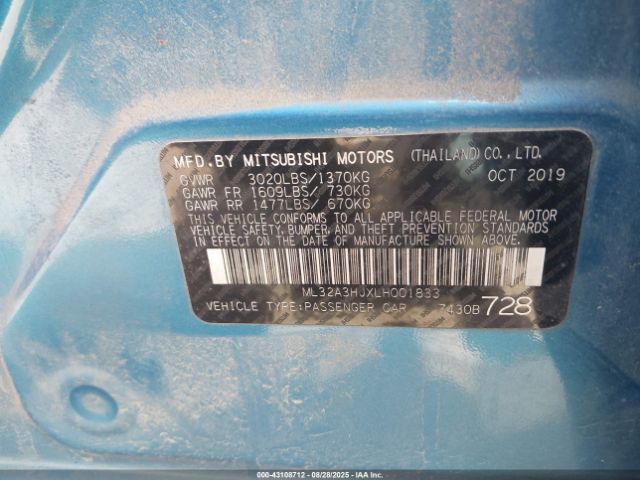 MFD.BY MITSUBISHI MOTORS (THAILAND) CO., LTD.
GVWR 3020LBS/1370KG OCT 2019
GAWR FR 1609LBS/ 730KG
GAWR RR 1477LBS/ 670KG
THIS VEHICLE CONFORMS TO ALL APPLICABLE FEDERAL MOTOR
VEHICLE SAFETY, BUMPER, AND THEFT PREVENTION STANDARDS
IN EFFECT ON THE DATE OF MANUFACTURE SHOWN ABOVE.
ML32A3HJXLH001833
VEHICLE TYPE:PASSENGER CAR 7430B 728
000-43108712 - 08/28/2025 - IAAI.COM